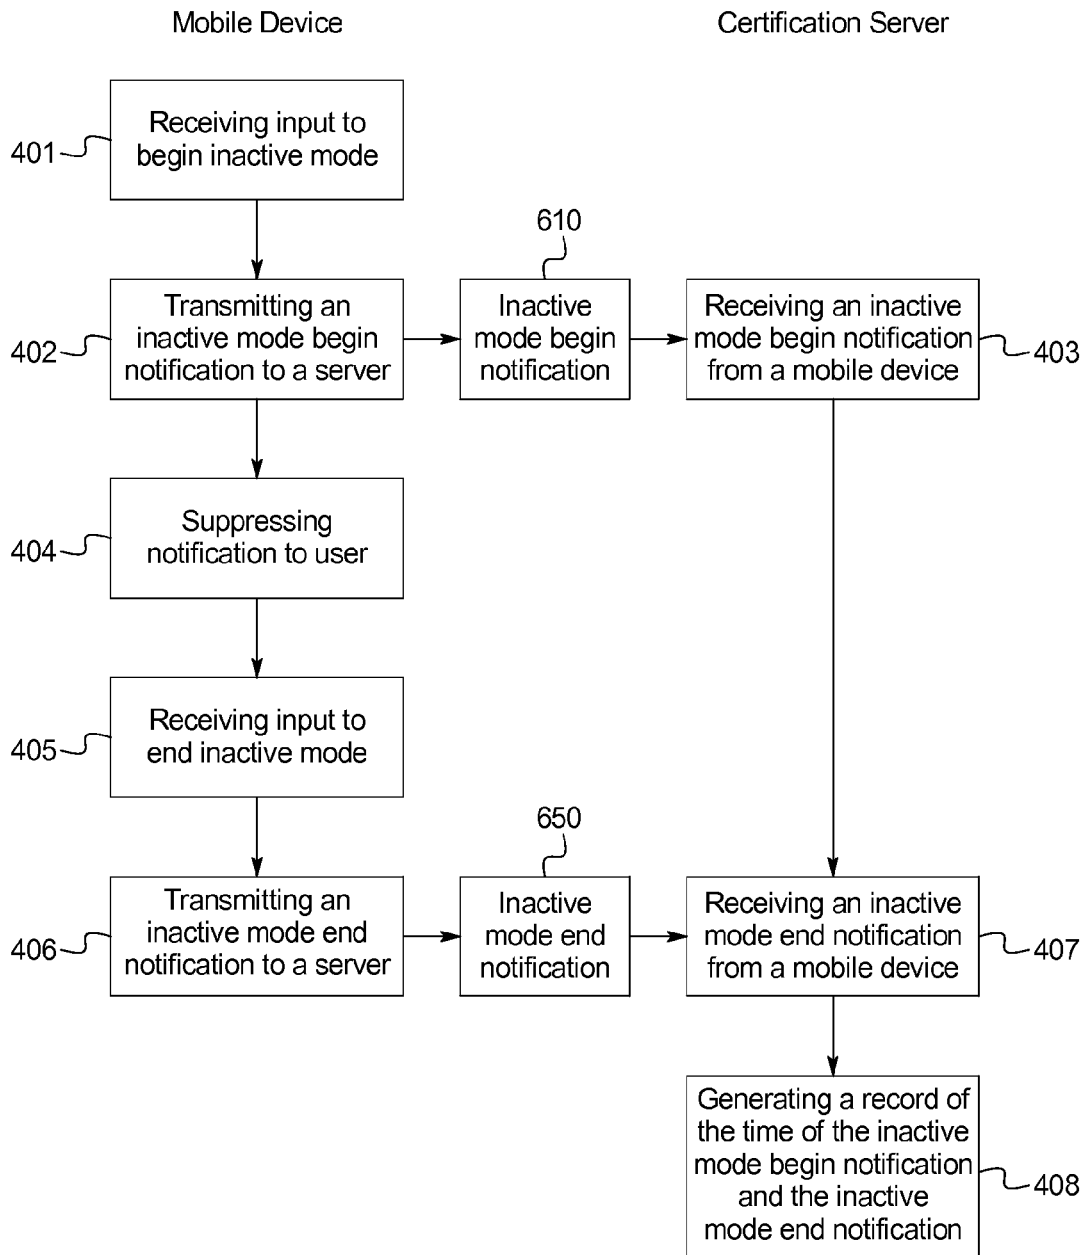 Mobile Device
Certification Server
Receiving input to
begin inactive mode
401
610
Transmitting an
inactive mode begin
notification to a server
402
Inactive
mode begin
notification
Receiving an inactive
mode begin notification
from a mobile device
403
Suppressing
notification to user
404
Receiving input to
end inactive mode
405
650
Transmitting an
inactive mode end
notification to a server
406
Inactive
mode end
notification
Receiving an inactive
mode end notification
from a mobile device
407
Generating a record of
the time of the inactive
mode begin notification
and the inactive
mode end notification
408